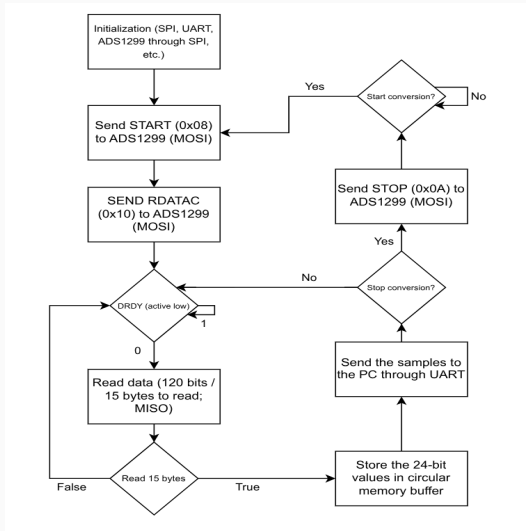 Initialization (SPI, UART,
ADS1299 through SPI,
etc.)
Send START (0x08)
to ADS1299 (MOSI)
SEND RDATAC
(0x10) to ADS1299
(MOSI)
DRDY (active low)
1
0
Read data (120 bits /
15 bytes to read;
MISO)
Read 15 bytes
False
True
Store the 24-bit
values in circular
memory buffer
Send the samples to
the PC through UART
Stop conversion?
No
Yes
Send STOP (0x0A) to
ADS1299 (MOSI)
Start conversion?
No
Yes